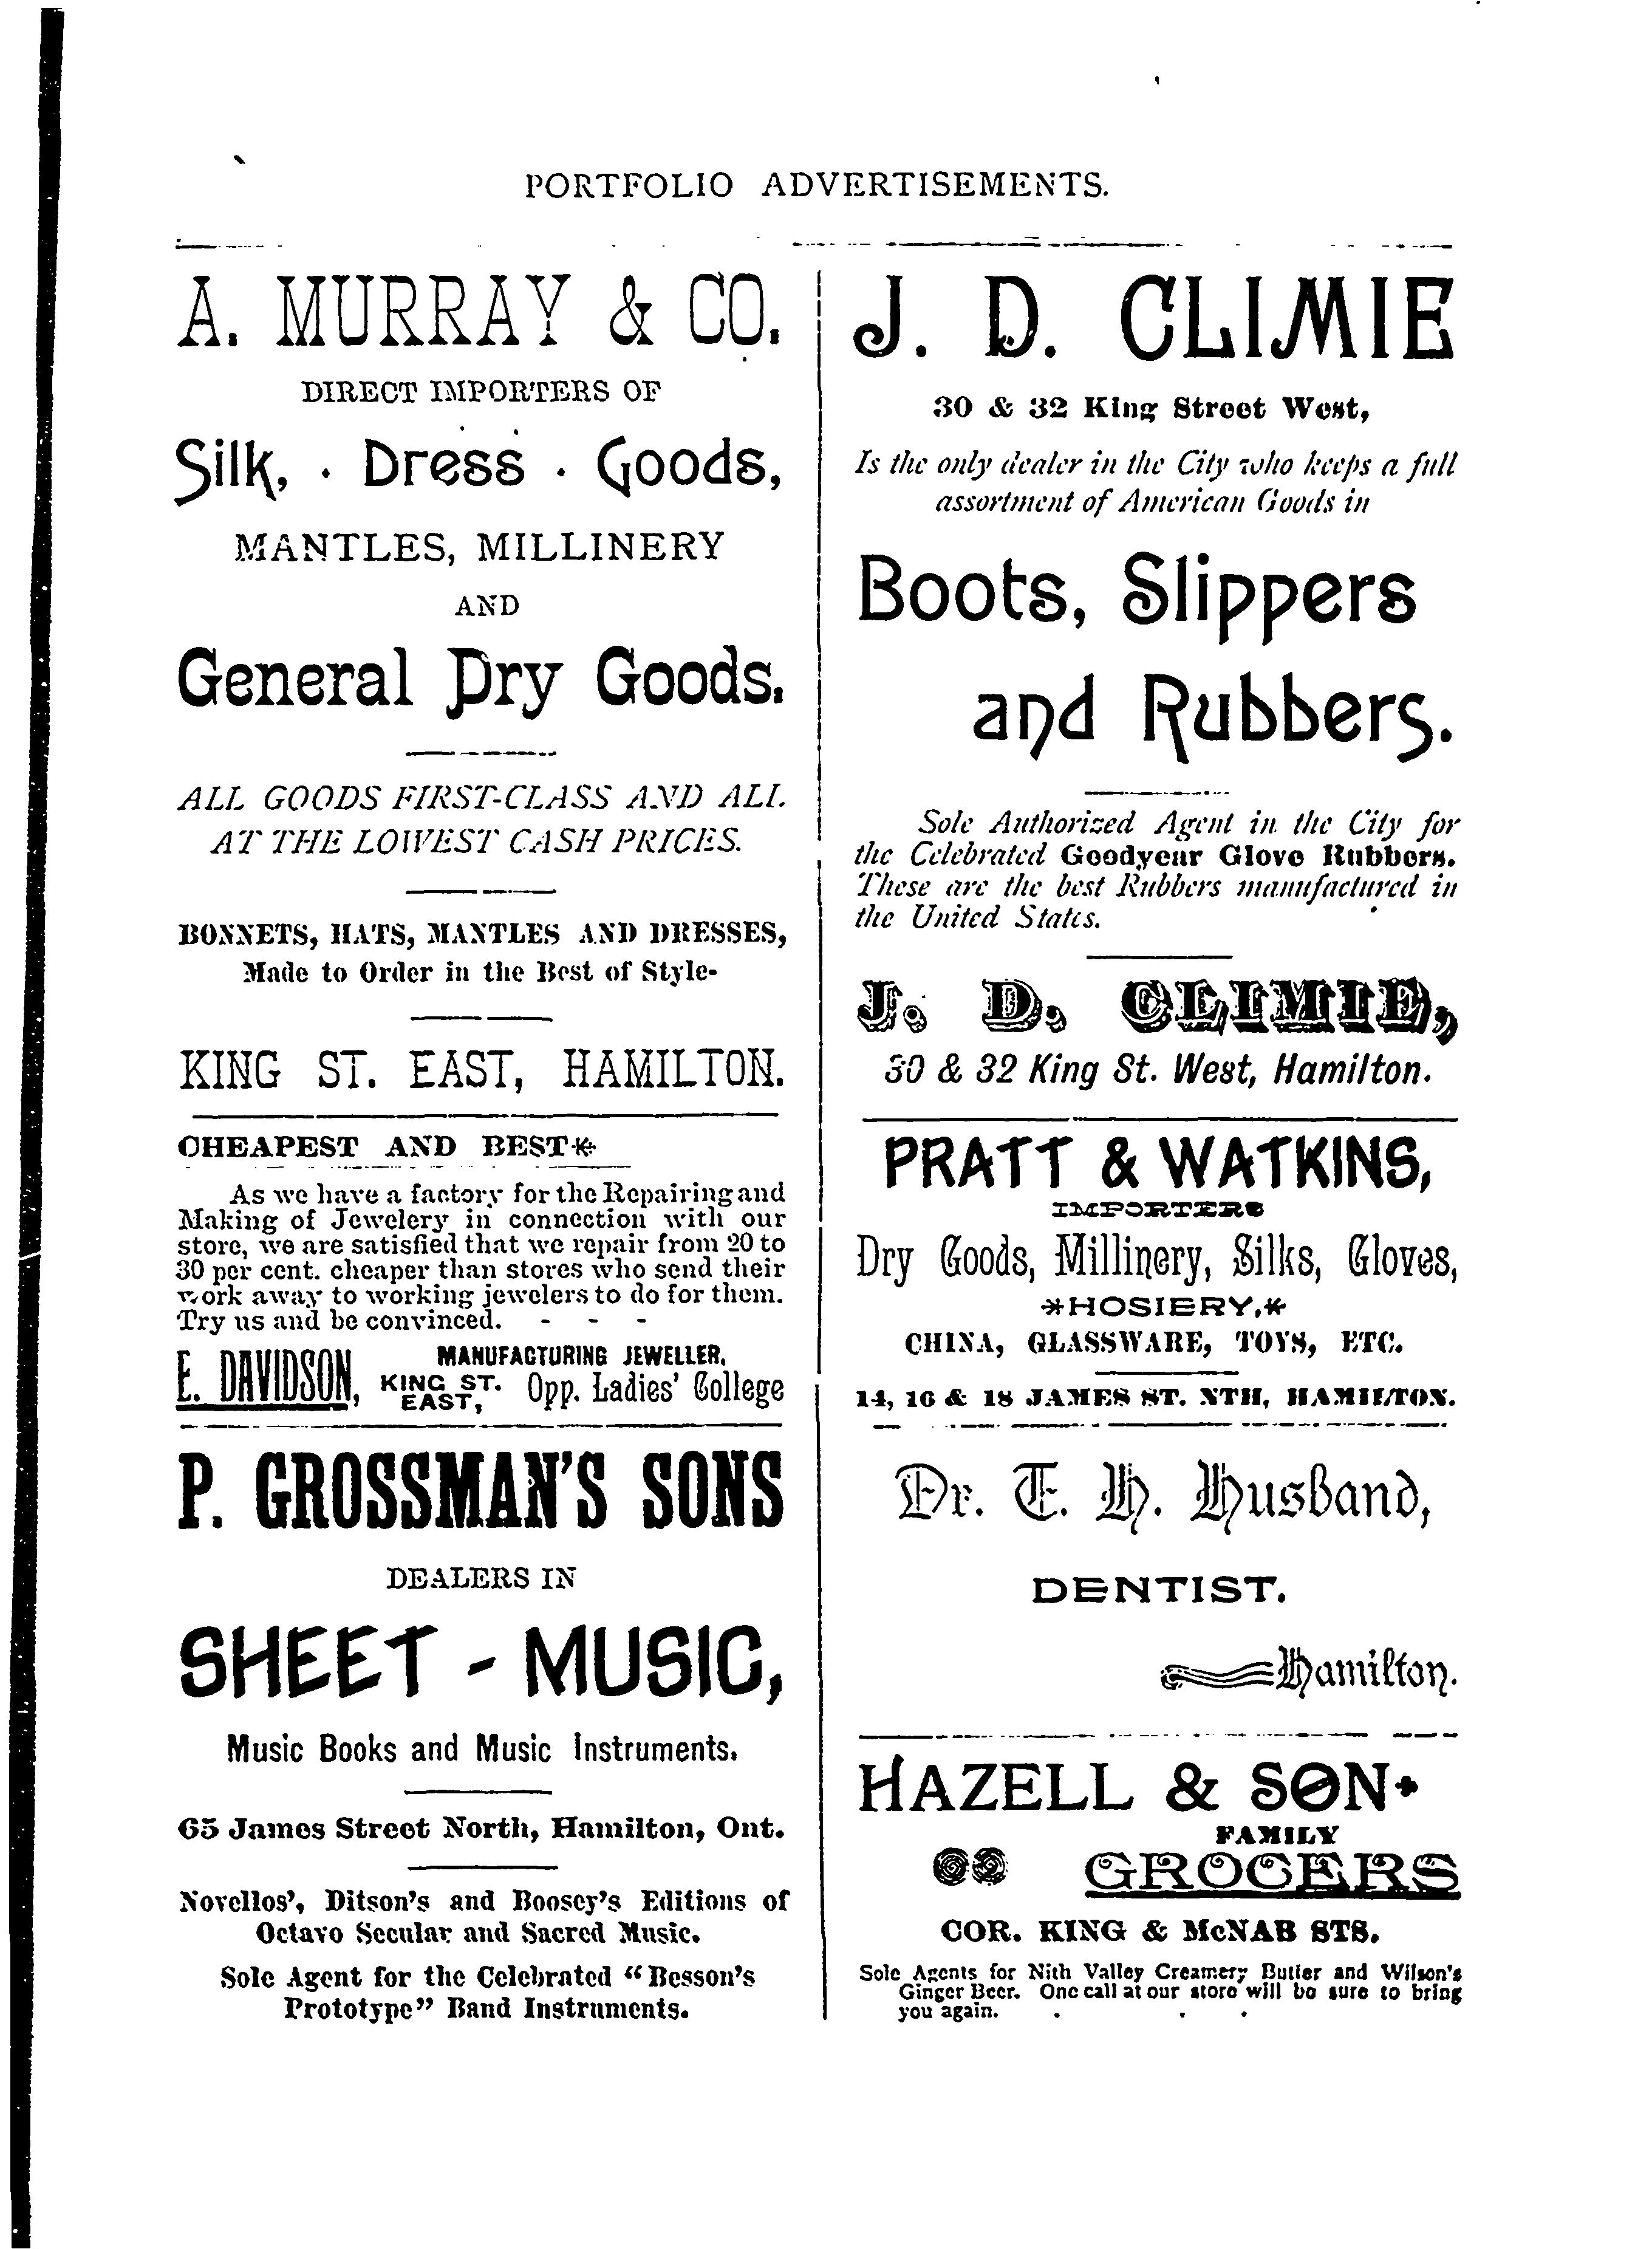 PORTFOLIO ADVERTISEMENTS.
A. MURRAY & CO.
DIRECT IMPORTERS OF
Silk, . Dress . Goods,
MANTLES, MILLINERY
AND
General Dry Goods.
ALL GOODS FIRST-CLASS AND ALL
AT THE LOWEST CASH PRICES.
BONNETS, HATS, MANTLES AND DRESSES,
Made to Order in the Best of Style-
KING ST. EAST, HAMILTON.
CHEAPEST AND BEST*
As we have a factory for the Repairing and
Making of Jewelery in connection with our
store, we are satisfied that we repair from 20 to
30 per cent. cheaper than stores who send their
work away to working jewelers to do for them.
Try us and be convinced. - - -
E. DAVIDSON, MANUFACTURING JEWELLER,
KING ST. EAST, Opp. Ladies' College
P. GROSSMAN'S SONS
DEALERS IN
SHEET - MUSIC,
Music Books and Music Instruments.
65 James Street North, Hamilton, Ont.
Novellos', Ditson's and Boosey's Editions of
Octavo Secular and Sacred Music.
Sole Agent for the Celebrated "Besson's
Prototype" Band Instruments.
J. D. CLIMIE
30 & 32 King Street West,
Is the only dealer in the City who keeps a full
assortment of American Goods in
Boots, Slippers
and Rubbers.
Sole Authorized Agent in the City for
the Celebrated Goodyear Glove Rubbers.
These are the best Rubbers manufactured in
the United States.
J. D. CLIMIE,
30 & 32 King St. West, Hamilton.
PRATT & WATKINS,
IMPORTERS
Dry Goods, Millinery, Silks, Gloves,
*HOSIERY,*
CHINA, GLASSWARE, TOYS, ETC.
14, 16 & 18 JAMES ST. NTH, HAMILTON.
Dr. T. H. Husband,
DENTIST.
Hamilton.
HAZELL & SON
FAMILY
GROCERS
COR. KING & McNAB STS.
Sole Agents for Nith Valley Creamery Butter and Wilson's
Ginger Beer. One call at our store will be sure to bring
you again. . . .